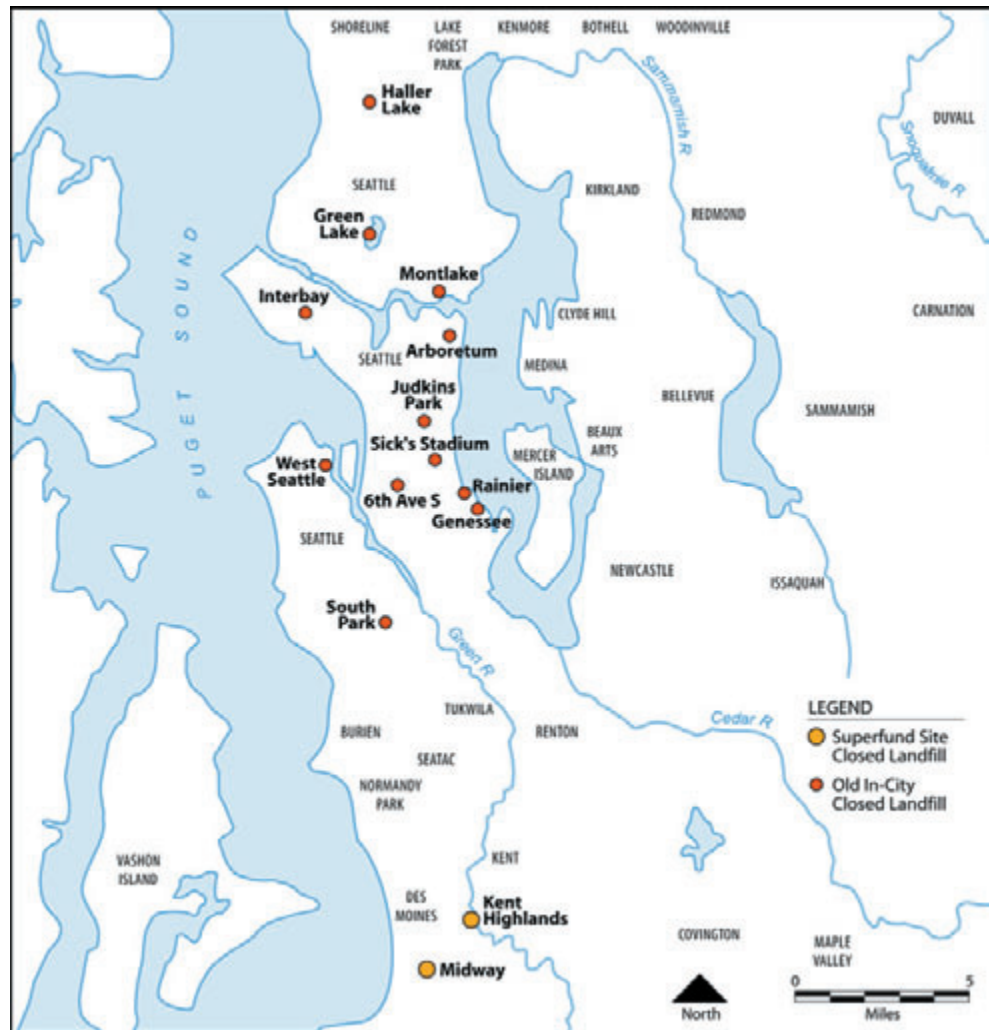 SHORELINE
LAKE
FOREST
PARK
KENMORE
BOTHELL
WOODINVILLE
Haller
Lake
Sammamish R
DUVALL
Snoqualmie R
SEATTLE
KIRKLAND
REDMOND
Green
Lake
PUGET SOUND
Montlake
Interbay
CLYDE HILL
CARNATION
SEATTLE
Arboretum
MEDINA
Judkins
Park
BELLEVUE
SAMMAMISH
Sick's Stadium
BEAUX
ARTS
MERCER
ISLAND
West
Seattle
6th Ave S
Rainier
Genessee
SEATTLE
NEWCASTLE
ISSAQUAH
South
Park
Green R
TUKWILA
BURIEN
RENTON
Cedar R
SEATAC
NORMANDY
PARK
LEGEND
Superfund Site
Closed Landfill
Old In-City
Closed Landfill
VASHON
ISLAND
KENT
DES
MOINES
Kent
Highlands
COVINGTON
MAPLE
VALLEY
Midway
North
0 5
Miles